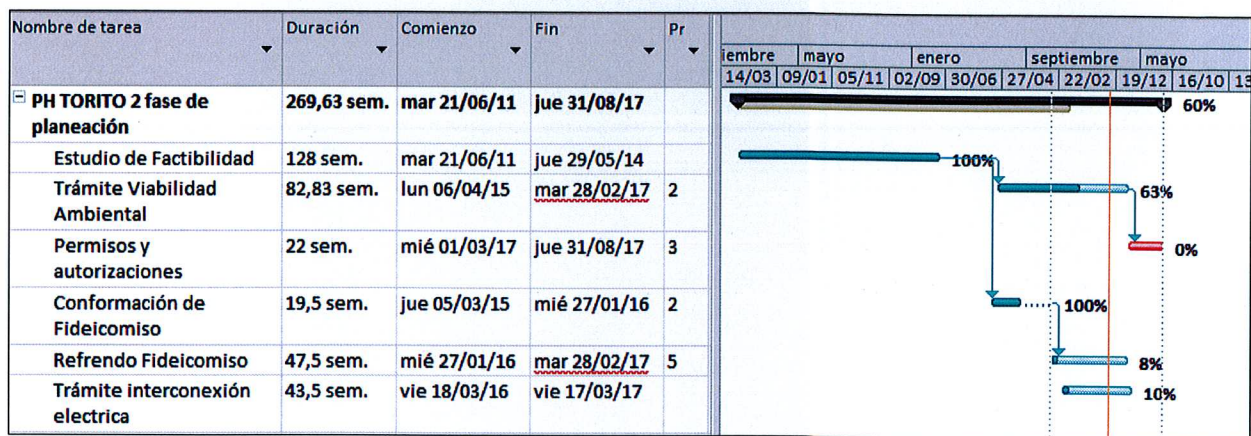 Nombre de tarea Duración Comienzo Fin Pr
iembre mayo enero septiembre mayo
14/03 09/01 05/11 02/09 30/06 27/04 22/02 19/12 16/10 13
PH TORITO 2 fase de planeación 269,63 sem. mar 21/06/11 jue 31/08/17 60%
Estudio de Factibilidad 128 sem. mar 21/06/11 jue 29/05/14 100%
Trámite Viabilidad Ambiental 82,83 sem. lun 06/04/15 mar 28/02/17 2 63%
Permisos y autorizaciones 22 sem. mié 01/03/17 jue 31/08/17 3 0%
Conformación de Fideicomiso 19,5 sem. jue 05/03/15 mié 27/01/16 2 100%
Refrendo Fideicomiso 47,5 sem. mié 27/01/16 mar 28/02/17 5 8%
Trámite interconexión electrica 43,5 sem. vie 18/03/16 vie 17/03/17 10%